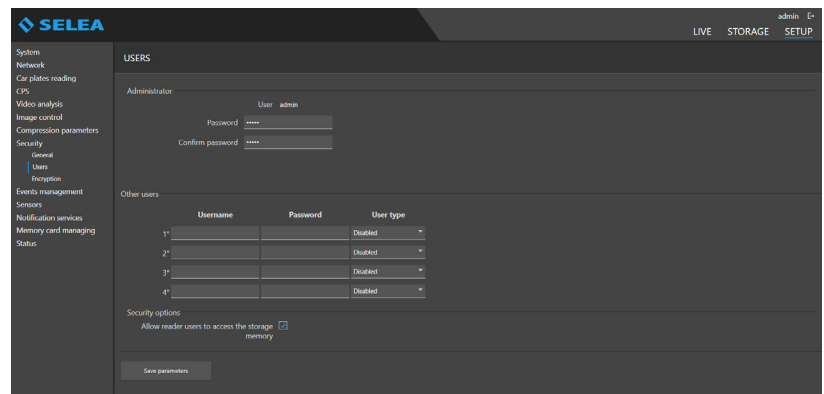 SELEA
admin
LIVE STORAGE SETUP
System
Network
Car plates reading
CPS
Video analysis
Image control
Compression parameters
Security
General
Users
Encryption
Events management
Sensors
Notification services
Memory card managing
Status
USERS
Administrator
User admin
Password •••••
Confirm password •••••
Other users
Username Password User type
1° Disabled
2° Disabled
3° Disabled
4° Disabled
Security options
Allow reader users to access the storage
memory
Save parameters